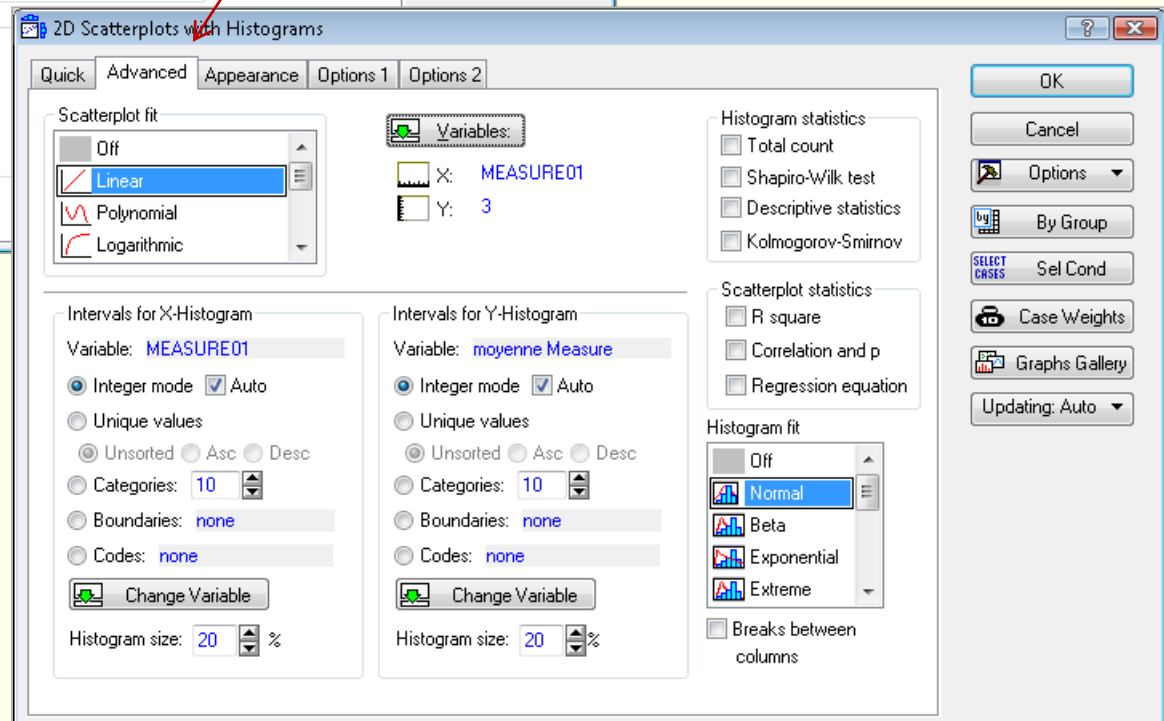 2D Scatterplots with Histograms
Quick Advanced Appearance Options 1 Options 2
Scatterplot fit
Off
Linear
Polynomial
Logarithmic
Variables:
X: MEASURE01
Y: 3
Histogram statistics
Total count
Shapiro-Wilk test
Descriptive statistics
Kolmogorov-Smirnov
Scatterplot statistics
R square
Correlation and p
Regression equation
Intervals for X-Histogram
Variable: MEASURE01
Integer mode Auto
Unique values
Unsorted Asc Desc
Categories: 10
Boundaries: none
Codes: none
Change Variable
Histogram size: 20 %
Intervals for Y-Histogram
Variable: moyenne Measure
Integer mode Auto
Unique values
Unsorted Asc Desc
Categories: 10
Boundaries: none
Codes: none
Change Variable
Histogram size: 20 %
Histogram fit
Off
Normal
Beta
Exponential
Extreme
Breaks between
columns
OK
Cancel
Options
by By Group
SELECT
CASES Sel Cond
Case Weights
Graphs Gallery
Updating: Auto